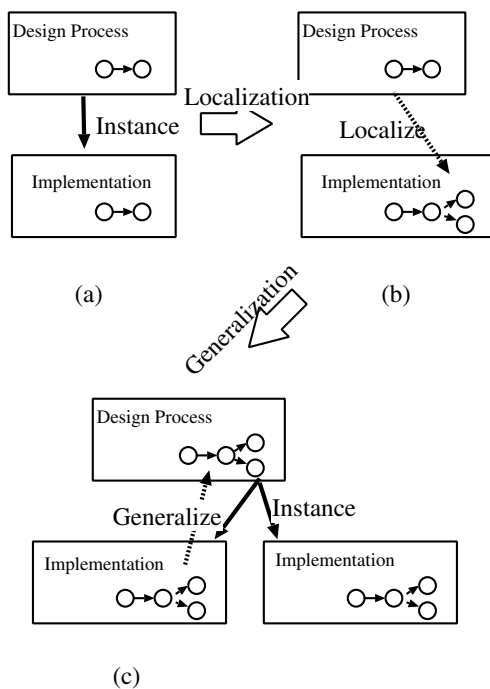 Design Process
Instance
Implementation
Localization
Design Process
Localize
Implementation
(a)
(b)
Generalization
Design Process
Generalize
Instance
Implementation
Implementation
(c)